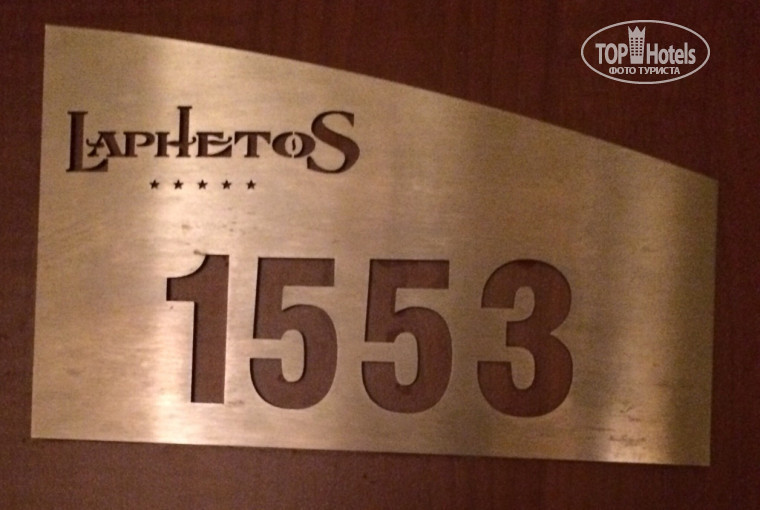 TOP Hotels
ФОТО ТУРИСТА
LAPHETOS
★★★★★
1553